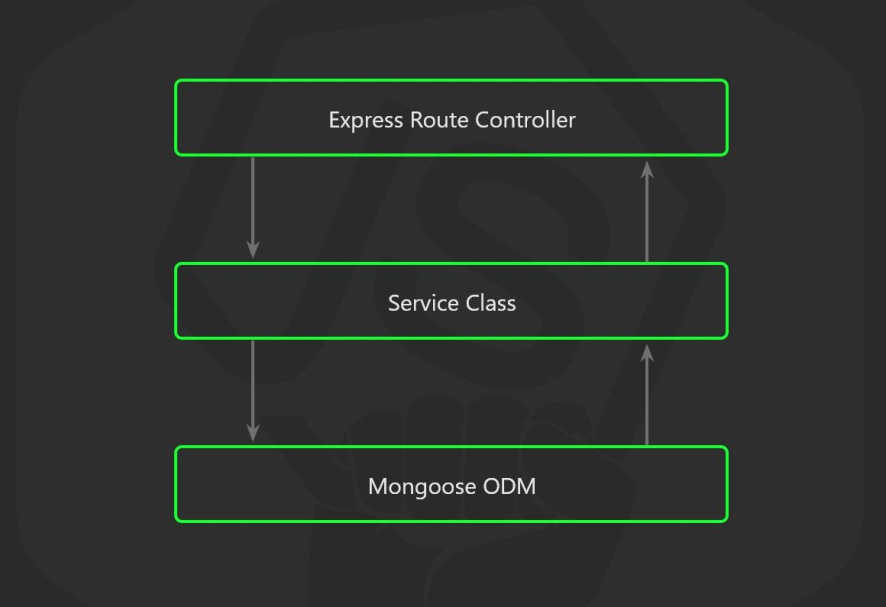 Express Route Controller
Service Class
Mongoose ODM